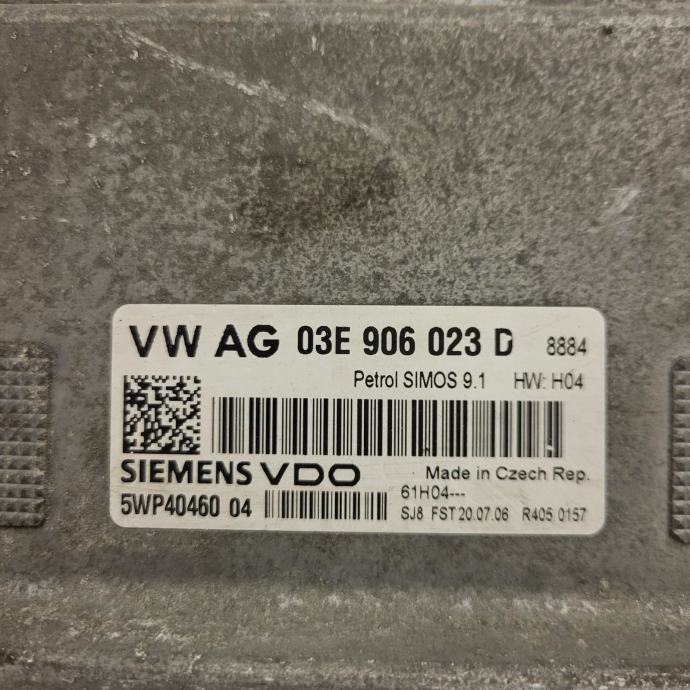 VW AG 03E 906 023 D 8884
Petrol SIMOS 9.1 HW: H04
SIEMENS VDO Made in Czech Rep.
5WP40460 04 61H04---
SJ8 FST 20.07.06 R405 0157